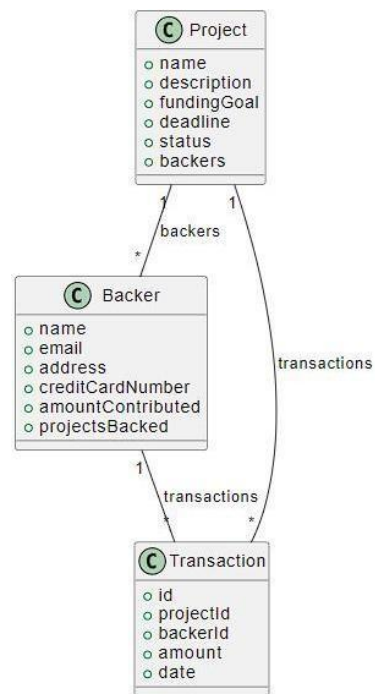 C Project
name
description
fundingGoal
deadline
status
backers
1
1
backers
*
C Backer
name
email
address
creditCardNumber
amountContributed
projectsBacked
transactions
1
transactions
*
*
C Transaction
id
projectId
backerId
amount
date